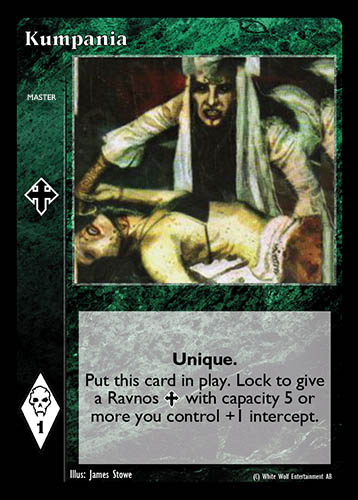 Kumpania
MASTER
Unique.
Put this card in play. Lock to give
a Ravnos with capacity 5 or
more you control +1 intercept.
1
Illus: James Stowe
(C) White Wolf Entertainment AB